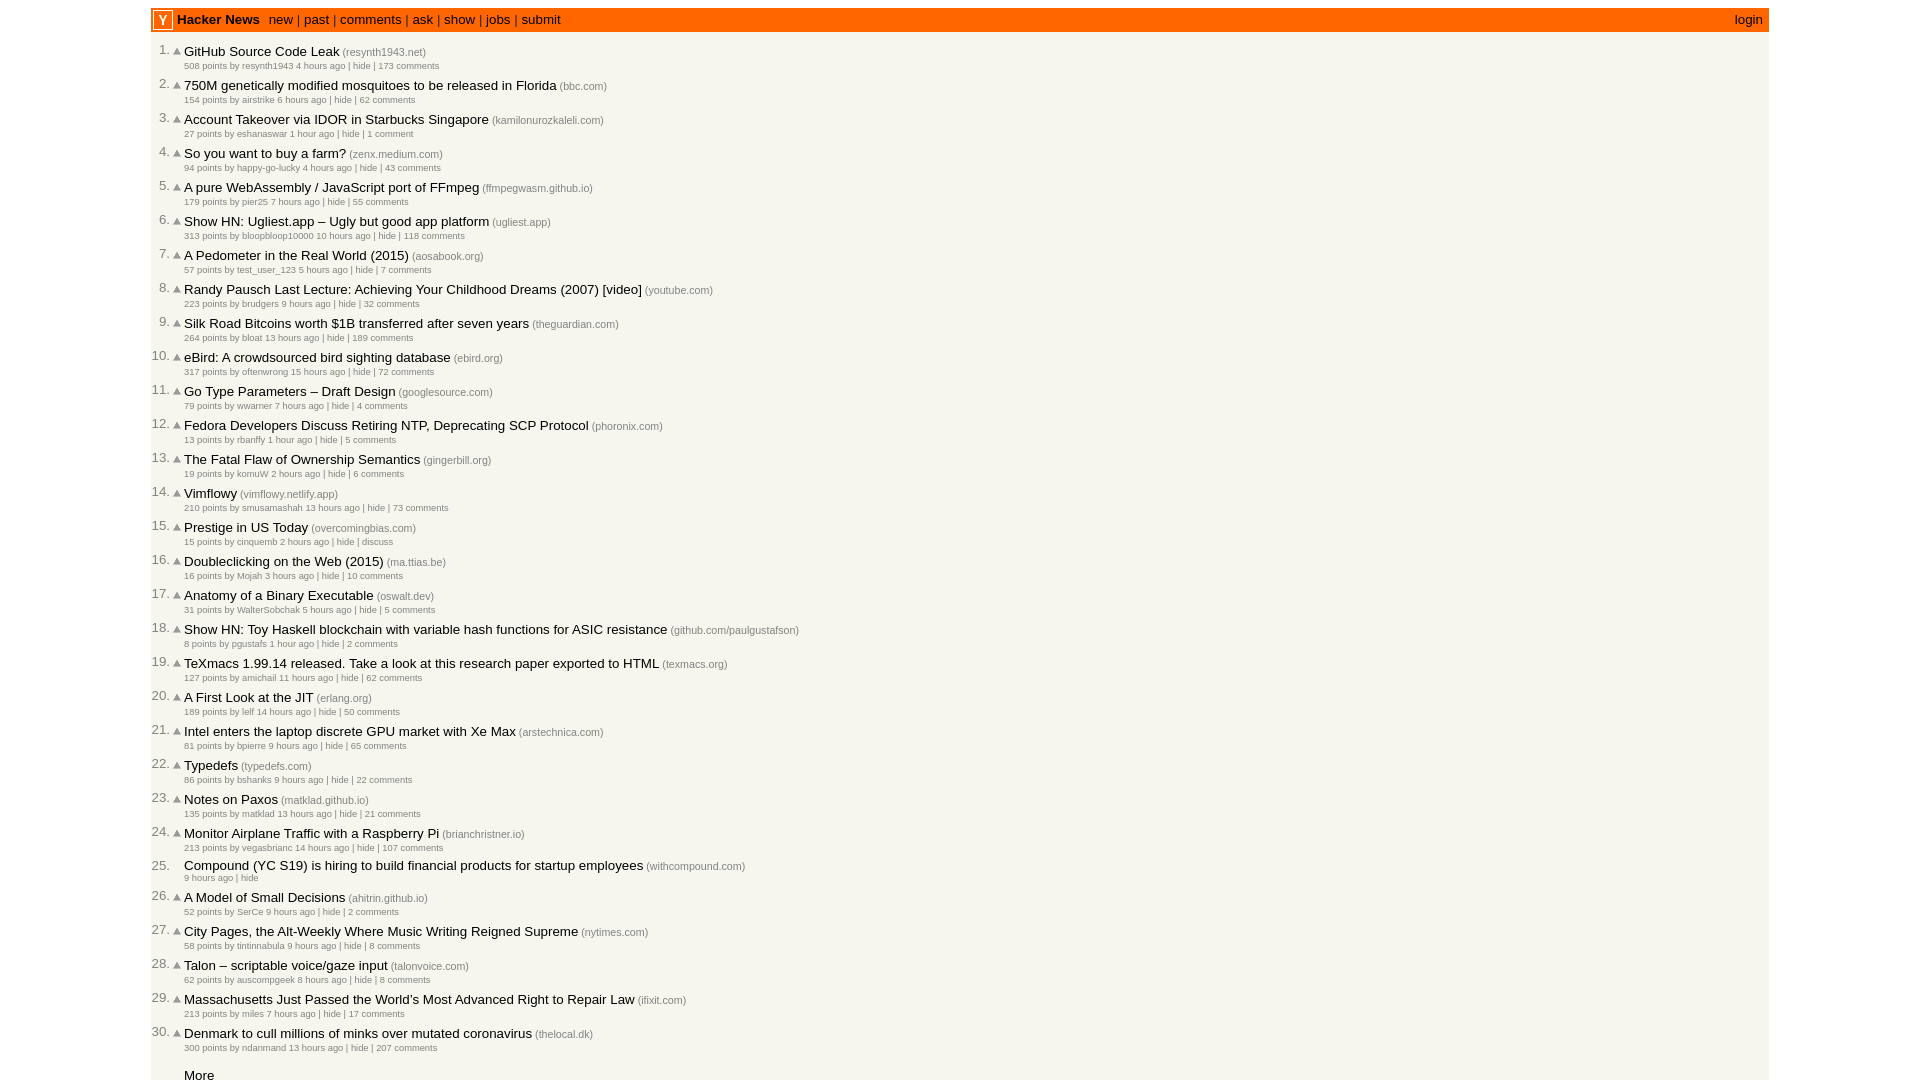 Y Hacker News new | past | comments | ask | show | jobs | submit login
1. GitHub Source Code Leak (resynth1943.net)
508 points by resynth1943 4 hours ago | hide | 173 comments
2. 750M genetically modified mosquitoes to be released in Florida (bbc.com)
154 points by airstrike 6 hours ago | hide | 62 comments
3. Account Takeover via IDOR in Starbucks Singapore (kamilonurozkaleli.com)
27 points by eshanaswar 1 hour ago | hide | 1 comment
4. So you want to buy a farm? (zenx.medium.com)
94 points by happy-go-lucky 4 hours ago | hide | 43 comments
5. A pure WebAssembly / JavaScript port of FFmpeg (ffmpegwasm.github.io)
179 points by pier25 7 hours ago | hide | 55 comments
6. Show HN: Ugliest.app – Ugly but good app platform (ugliest.app)
313 points by bloopbloop10000 10 hours ago | hide | 118 comments
7. A Pedometer in the Real World (2015) (aosabook.org)
57 points by test_user_123 5 hours ago | hide | 7 comments
8. Randy Pausch Last Lecture: Achieving Your Childhood Dreams (2007) [video] (youtube.com)
223 points by brudgers 9 hours ago | hide | 32 comments
9. Silk Road Bitcoins worth $1B transferred after seven years (theguardian.com)
264 points by bloat 13 hours ago | hide | 189 comments
10. eBird: A crowdsourced bird sighting database (ebird.org)
317 points by oftenwrong 15 hours ago | hide | 72 comments
11. Go Type Parameters – Draft Design (googlesource.com)
79 points by wwarner 7 hours ago | hide | 4 comments
12. Fedora Developers Discuss Retiring NTP, Deprecating SCP Protocol (phoronix.com)
13 points by rbanffy 1 hour ago | hide | 5 comments
13. The Fatal Flaw of Ownership Semantics (gingerbill.org)
19 points by komuW 2 hours ago | hide | 6 comments
14. Vimflowy (vimflowy.netlify.app)
210 points by smusamashah 13 hours ago | hide | 73 comments
15. Prestige in US Today (overcomingbias.com)
15 points by cinquemb 2 hours ago | hide | discuss
16. Doubleclicking on the Web (2015) (ma.ttias.be)
16 points by Mojah 3 hours ago | hide | 10 comments
17. Anatomy of a Binary Executable (oswalt.dev)
31 points by WalterSobchak 5 hours ago | hide | 5 comments
18. Show HN: Toy Haskell blockchain with variable hash functions for ASIC resistance (github.com/paulgustafson)
8 points by pgustafs 1 hour ago | hide | 2 comments
19. TeXmacs 1.99.14 released. Take a look at this research paper exported to HTML (texmacs.org)
127 points by amichail 11 hours ago | hide | 62 comments
20. A First Look at the JIT (erlang.org)
189 points by lelf 14 hours ago | hide | 50 comments
21. Intel enters the laptop discrete GPU market with Xe Max (arstechnica.com)
81 points by bpierre 9 hours ago | hide | 65 comments
22. Typedefs (typedefs.com)
86 points by bshanks 9 hours ago | hide | 22 comments
23. Notes on Paxos (matklad.github.io)
135 points by matklad 13 hours ago | hide | 21 comments
24. Monitor Airplane Traffic with a Raspberry Pi (brianchristner.io)
213 points by vegasbrianc 14 hours ago | hide | 107 comments
25. Compound (YC S19) is hiring to build financial products for startup employees (withcompound.com)
9 hours ago | hide
26. A Model of Small Decisions (ahitrin.github.io)
52 points by SerCe 9 hours ago | hide | 2 comments
27. City Pages, the Alt-Weekly Where Music Writing Reigned Supreme (nytimes.com)
58 points by tintinnabula 9 hours ago | hide | 8 comments
28. Talon – scriptable voice/gaze input (talonvoice.com)
62 points by auscompgeek 8 hours ago | hide | 8 comments
29. Massachusetts Just Passed the World’s Most Advanced Right to Repair Law (ifixit.com)
213 points by miles 7 hours ago | hide | 17 comments
30. Denmark to cull millions of minks over mutated coronavirus (thelocal.dk)
300 points by ndanmand 13 hours ago | hide | 207 comments
More